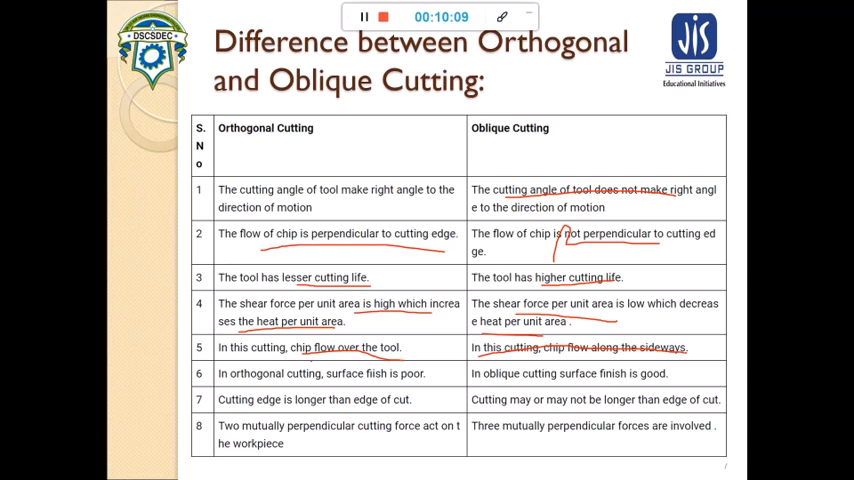 00:10:09
DSCSDEC
Difference between Orthogonal
and Oblique Cutting:
JIS
JIS GROUP
Educational Initiatives
S.
N
o
Orthogonal Cutting
Oblique Cutting
1
The cutting angle of tool make right angle to the
direction of motion
The cutting angle of tool does not make right angl
e to the direction of motion
2
The flow of chip is perpendicular to cutting edge.
The flow of chip is not perpendicular to cutting ed
ge.
3
The tool has lesser cutting life.
The tool has higher cutting life.
4
The shear force per unit area is high which increa
ses the heat per unit area.
The shear force per unit area is low which decreas
e heat per unit area .
5
In this cutting, chip flow over the tool.
In this cutting, chip flow along the sideways.
6
In orthogonal cutting, surface fiish is poor.
In oblique cutting surface finish is good.
7
Cutting edge is longer than edge of cut.
Cutting may or may not be longer than edge of cut.
8
Two mutually perpendicular cutting force act on t
he workpiece
Three mutually perpendicular forces are involved .